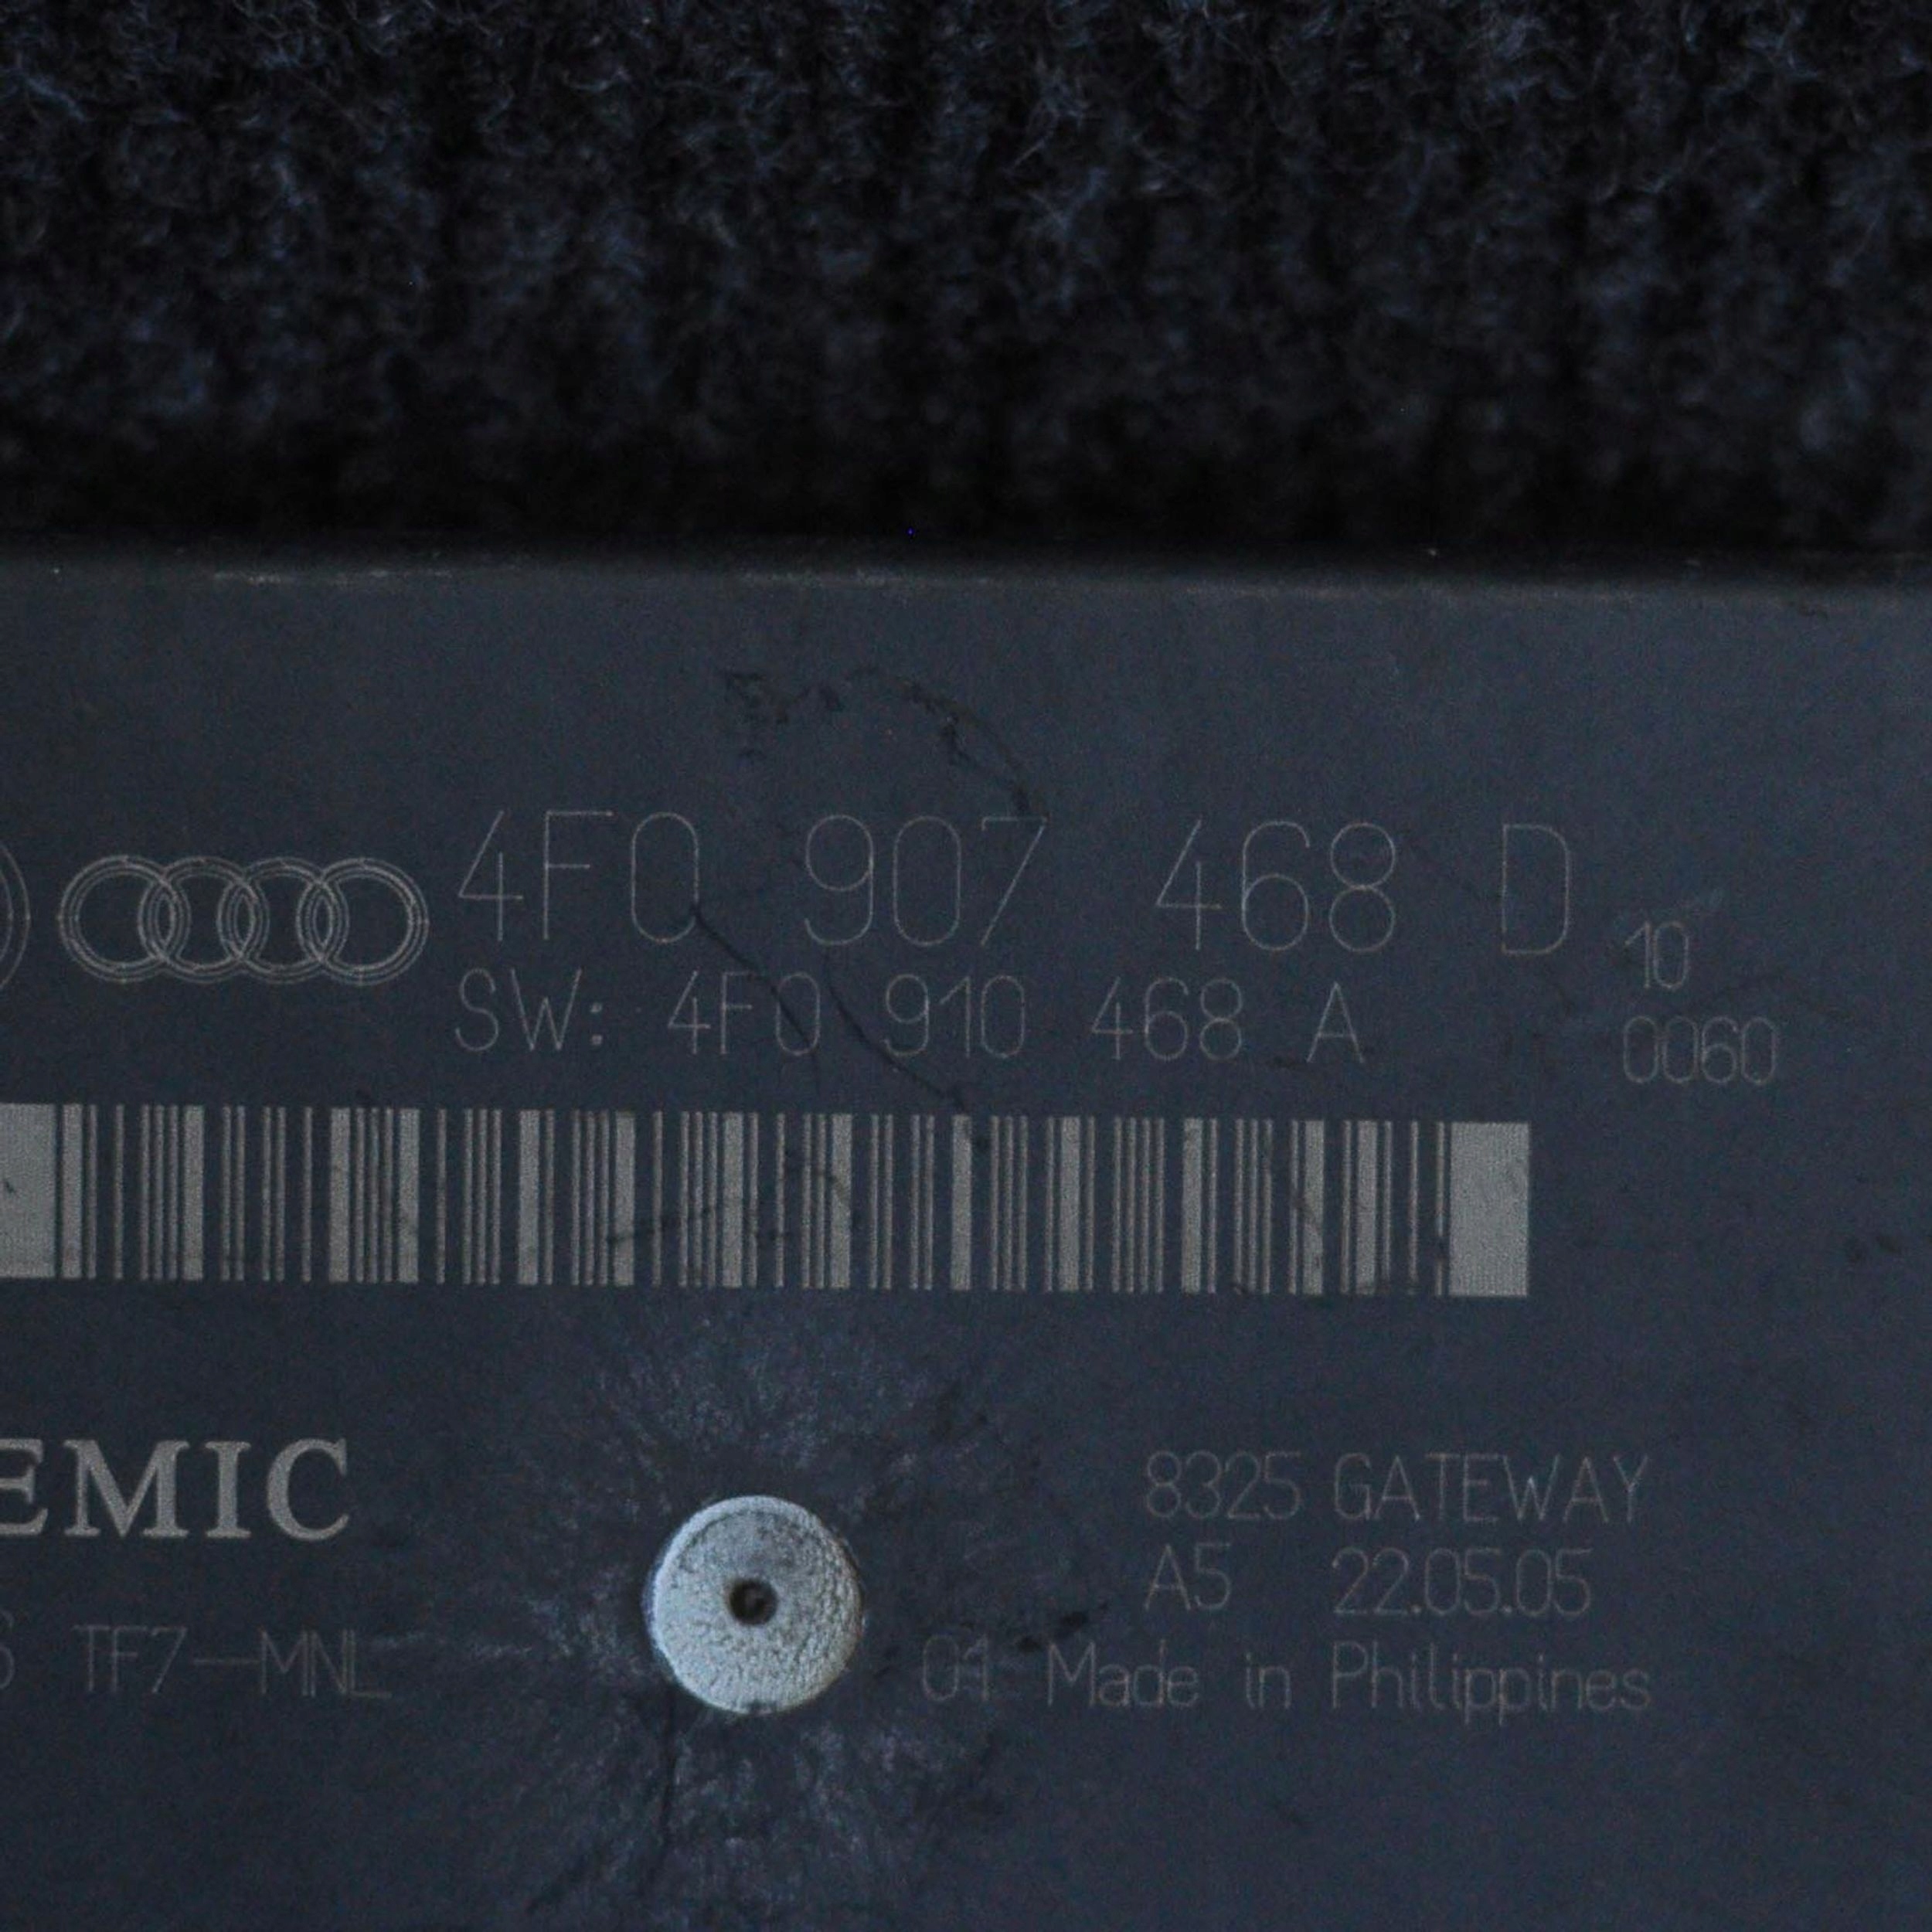 4F0 907 468 D
10
SW: 4F0 910 468 A
0060
EMIC
8325 GATEWAY
A5 22.05.05
6 TF7-MNL
01 Made in Philippines